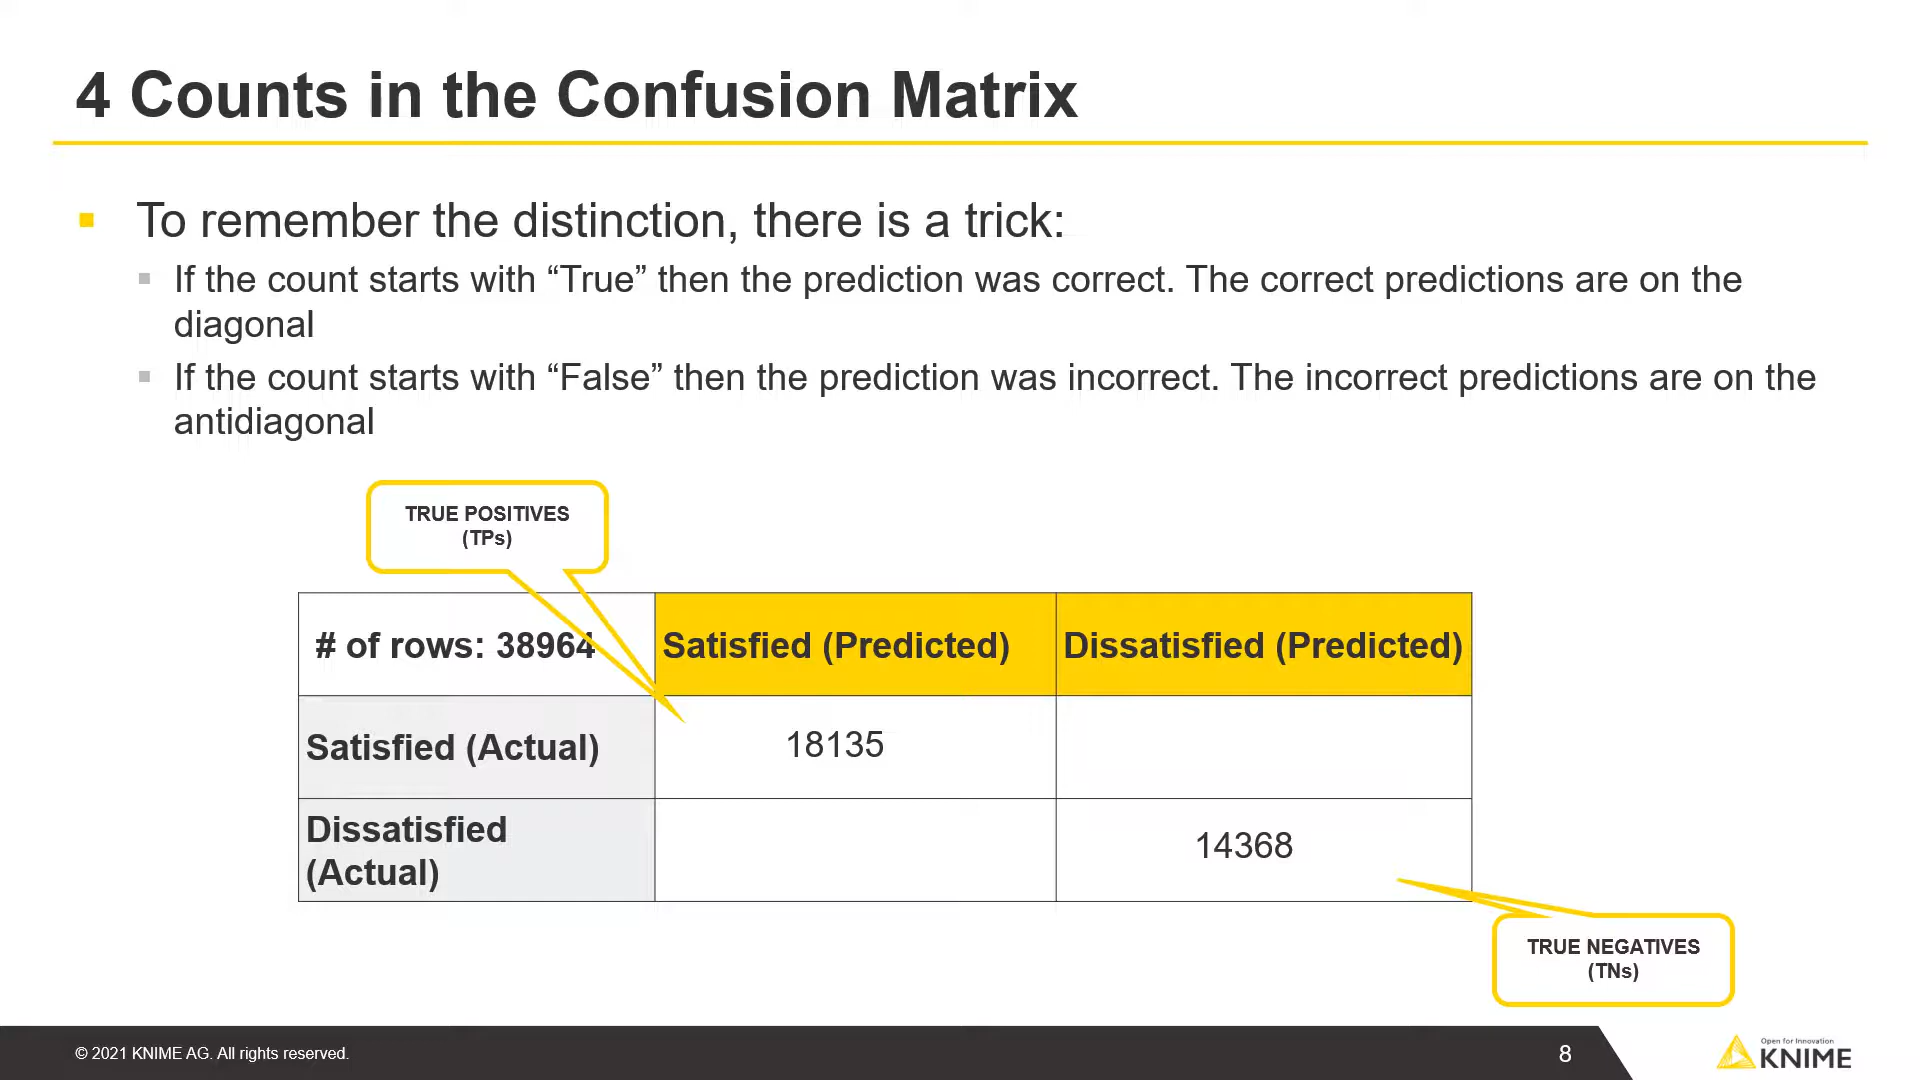 4 Counts in the Confusion Matrix
To remember the distinction, there is a trick:
If the count starts with “True” then the prediction was correct. The correct predictions are on the
diagonal
If the count starts with “False” then the prediction was incorrect. The incorrect predictions are on the
antidiagonal
TRUE POSITIVES
(TPs)
# of rows: 38964 Satisfied (Predicted) Dissatisfied (Predicted)
Satisfied (Actual) 18135
Dissatisfied
(Actual) 14368
TRUE NEGATIVES
(TNs)
© 2021 KNIME AG. All rights reserved.
8
Open for Innovation
KNIME